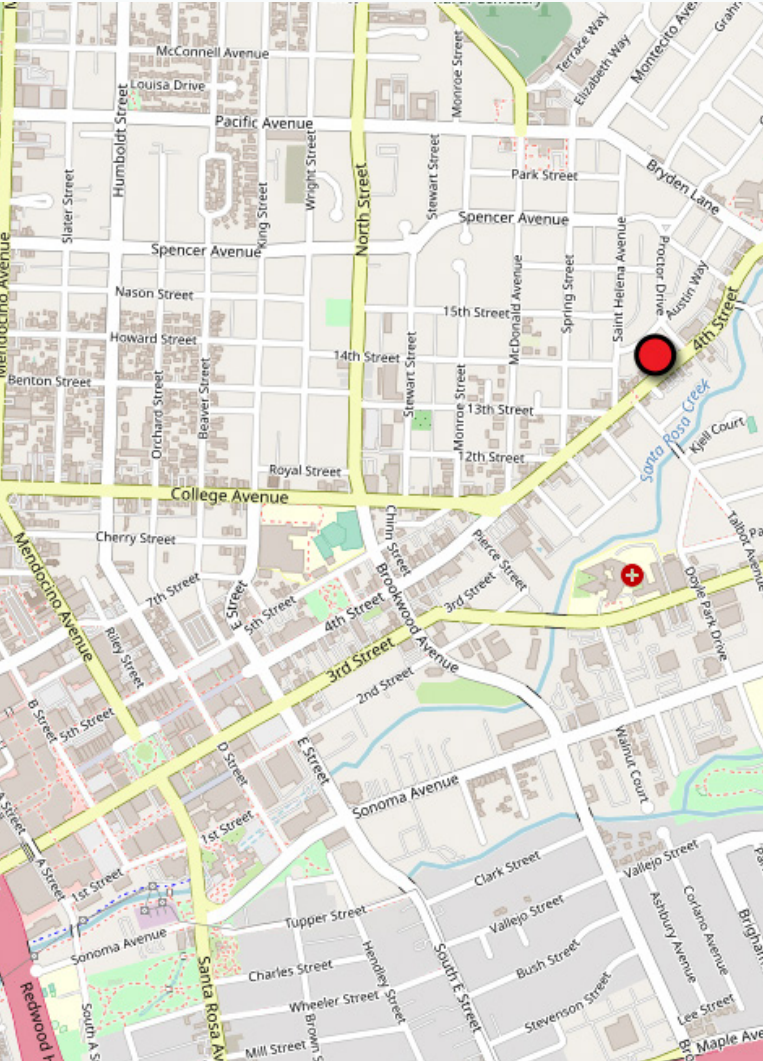 McConnell Avenue
Louisa Drive
Humboldt Street
Pacific Avenue
Monroe Street
Terrace Way
Elizabeth Way
Montecito Ave
Slater Street
King Street
Wright Street
North Street
Stewart Street
Park Street
Bryden Lane
Spencer Avenue
Spencer Avenue
Mendocino Avenue
Nason Street
Howard Street
Benton Street
Orchard Street
Beaver Street
14th Street
Stewart Street
15th Street
McDonald Avenue
Spring Street
Saint Helena Avenue
Proctor Drive
Austin Way
4th Street
13th Street
Monroe Street
12th Street
Santa Rosa Creek
Kjell Court
Royal Street
College Avenue
Cherry Street
Chinn Street
Pierce Street
Talbot Avenue
Pa
Mendocino Avenue
7th Street
E Street
5th Street
4th Street
Brookwood Avenue
3rd Street
Doyle Park Drive
Riley Street
3rd Street
2nd Street
B Street
5th Street
D Street
E Street
Walnut Court
Sonoma Avenue
1st Street
A Street
A Street
1st Street
Clark Street
Vallejo Street
Vallejo Street
Tupper Street
Ashbury Avenue
Corlano Avenue
Brigham
Sonoma Avenue
Charles Street
Hendley Street
South E Street
Bush Street
Redwood H
South A S
Santa Rosa Av
Wheeler Street
Brown S
Stevenson Street
Lee Street
Mill Street
Maple Ave